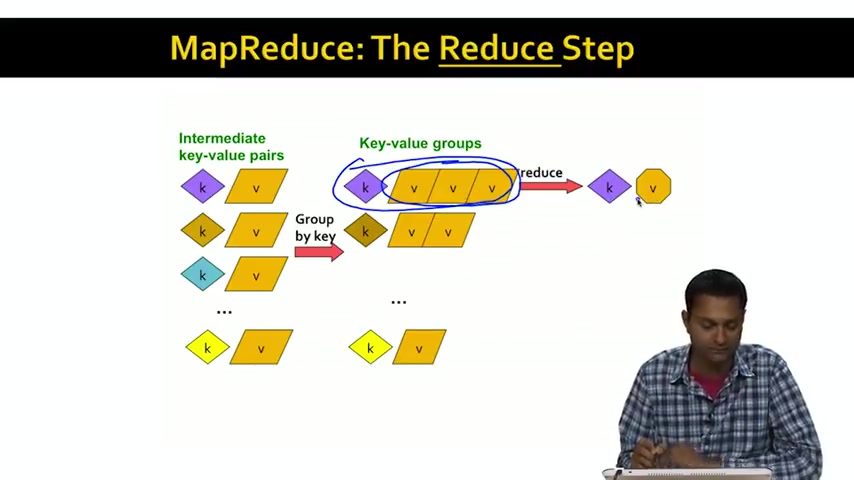 MapReduce: The Reduce Step
Intermediate
key-value pairs
Key-value groups
k v
k v v v
reduce
k v
k v
Group
by key
k v v
k v
...
...
k v
k v